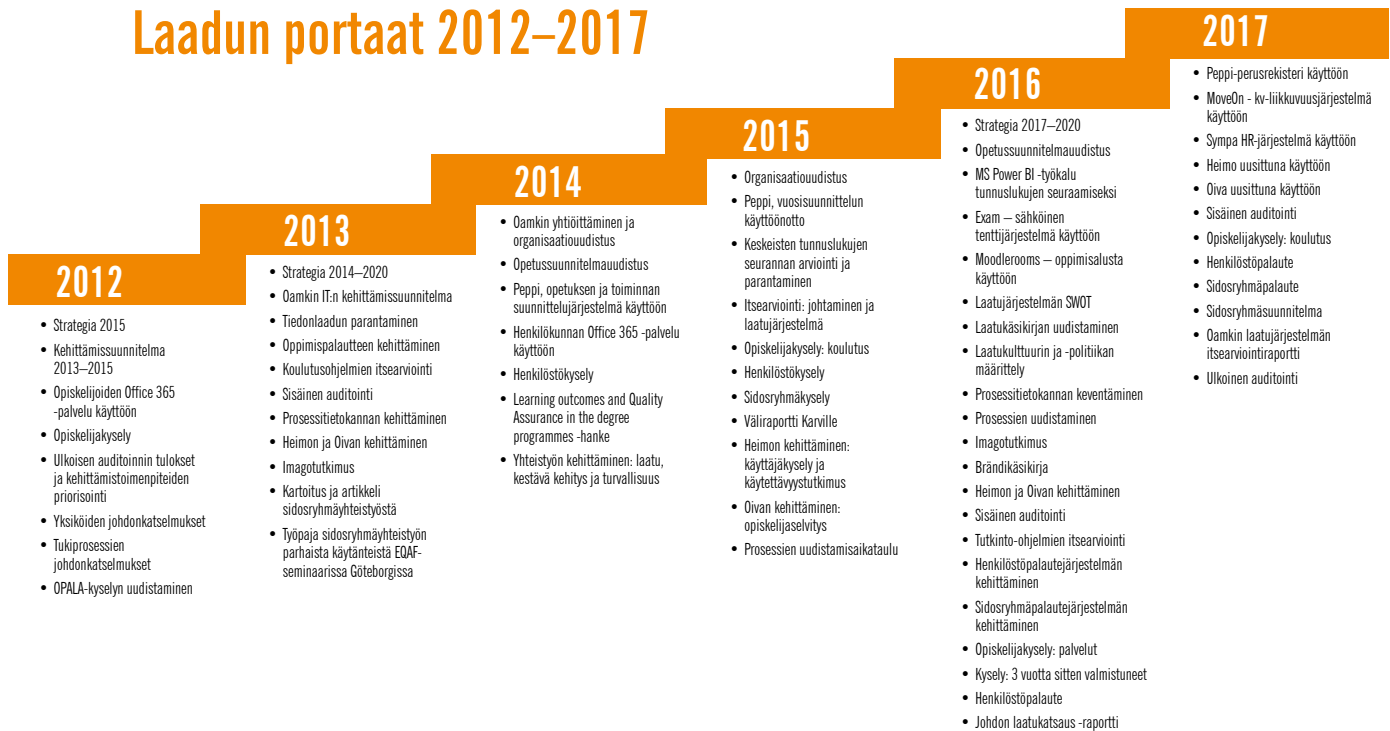 Laadun portaat 2012–2017
2012
• Strategia 2015
• Kehittämissuunnitelma
2013–2015
• Opiskelijoiden Office 365
-palvelu käyttöön
• Opiskelijakysely
• Ulkoisen auditoinnin tulokset
ja kehittämistoimenpiteiden
priorisointi
• Yksiköiden johdonkatselmukset
• Tukiprosessien
johdonkatselmukset
• OPALA-kyselyn uudistaminen
2013
• Strategia 2014–2020
• Oamkin IT:n kehittämissuunnitelma
• Tiedonlaadun parantaminen
• Oppimispalautteen kehittäminen
• Koulutusohjelmien itsearviointi
• Sisäinen auditointi
• Prosessitietokannan kehittäminen
• Heimon ja Oivan kehittäminen
• Imagotutkimus
• Kartoitus ja artikkeli
sidosryhmäyhteistyöstä
• Työpaja sidosryhmäyhteistyön
parhaista käytänteistä EQAF-
seminaarissa Göteborgissa
2014
• Oamkin yhtiöittäminen ja
organisaatiouudistus
• Opetussuunnitelmauudistus
• Peppi, opetuksen ja toiminnan
suunnittelujärjestelmä käyttöön
• Henkilökunnan Office 365 -palvelu
käyttöön
• Henkilöstökysely
• Learning outcomes and Quality
Assurance in the degree
programmes -hanke
• Yhteistyön kehittäminen: laatu,
kestävä kehitys ja turvallisuus
2015
• Organisaatiouudistus
• Peppi, vuosisuunnittelun
käyttöönotto
• Keskeisten tunnuslukujen
seurannan arviointi ja
parantaminen
• Itsearviointi: johtaminen ja
laatujärjestelmä
• Opiskelijakysely: koulutus
• Henkilöstökysely
• Sidosryhmäkysely
• Väliraportti Karville
• Heimon kehittäminen:
käyttäjäkysely ja
käytettävyystutkimus
• Oivan kehittäminen:
opiskelijaselvitys
• Prosessien uudistamisaikataulu
2016
• Strategia 2017–2020
• Opetussuunnitelmauudistus
• MS Power BI -työkalu
tunnuslukujen seuraamiseksi
• Exam – sähköinen
tenttijärjestelmä käyttöön
• Moodlerooms – oppimisalusta
käyttöön
• Laatujärjestelmän SWOT
• Laatukäsikirjan uudistaminen
• Laatukulttuurin ja -politiikan
määrittely
• Prosessitietokannan keventäminen
• Prosessien uudistaminen
• Imagotutkimus
• Brändikäsikirja
• Heimon ja Oivan kehittäminen
• Sisäinen auditointi
• Tutkinto-ohjelmien itsearviointi
• Henkilöstöpalautejärjestelmän
kehittäminen
• Sidosryhmäpalautejärjestelmän
kehittäminen
• Opiskelijakysely: palvelut
• Kysely: 3 vuotta sitten valmistuneet
• Henkilöstöpalaute
• Johdon laatukatsaus -raportti
2017
• Peppi-perusrekisteri käyttöön
• MoveOn - kv-liikkuvuusjärjestelmä
käyttöön
• Sympa HR-järjestelmä käyttöön
• Heimo uusittuna käyttöön
• Oiva uusittuna käyttöön
• Sisäinen auditointi
• Opiskelijakysely: koulutus
• Henkilöstöpalaute
• Sidosryhmäpalaute
• Sidosryhmäsuunnitelma
• Oamkin laatujärjestelmän
itsearviointiraportti
• Ulkoinen auditointi